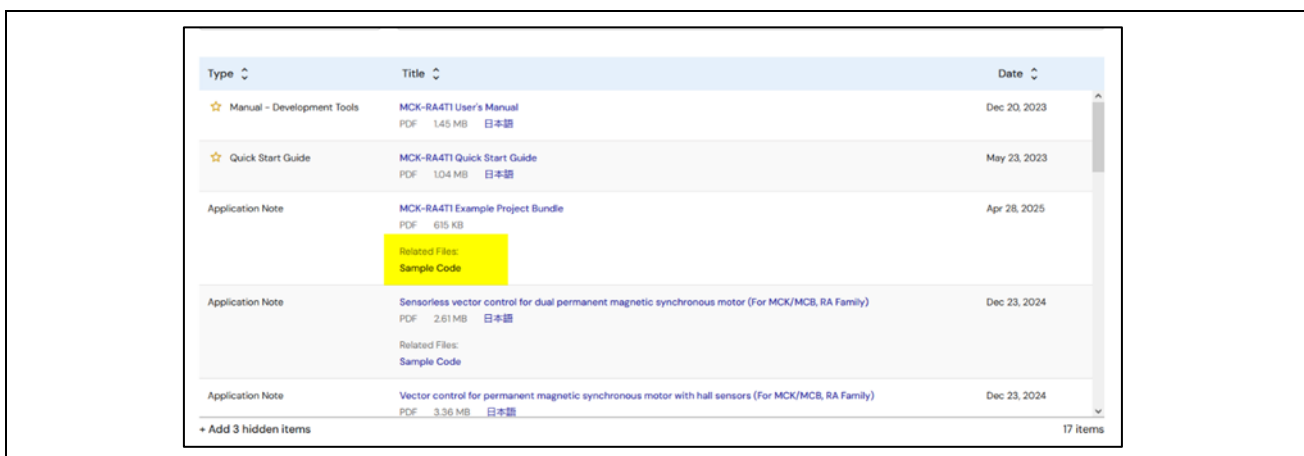 Type Title Date
Manual - Development Tools MCK-RA4T1 User's Manual Dec 20, 2023
PDF 1.45 MB 日本語
Quick Start Guide MCK-RA4T1 Quick Start Guide May 23, 2023
PDF 1.04 MB 日本語
Application Note MCK-RA4T1 Example Project Bundle Apr 28, 2025
PDF 615 KB
Related Files:
Sample Code
Application Note Sensorless vector control for dual permanent magnetic synchronous motor (For MCK/MCB, RA Family) Dec 23, 2024
PDF 2.61 MB 日本語
Related Files:
Sample Code
Application Note Vector control for permanent magnetic synchronous motor with hall sensors (For MCK/MCB, RA Family) Dec 23, 2024
PDF 3.36 MB 日本語
+ Add 3 hidden items 17 items